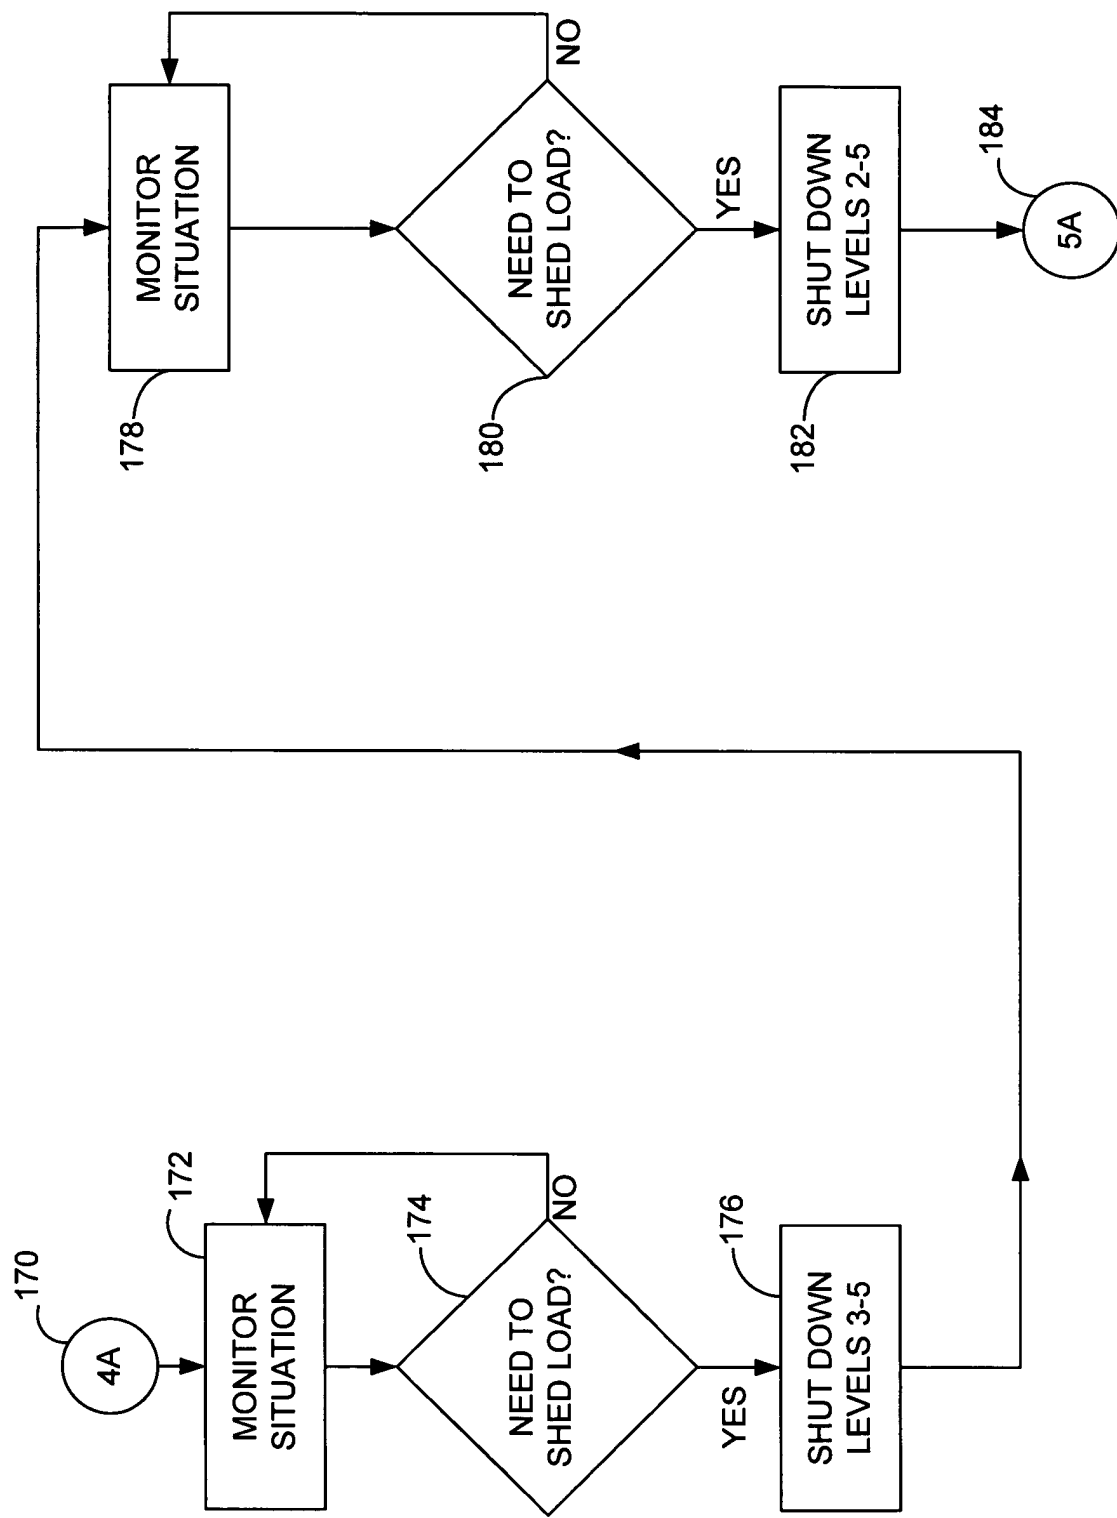 170
4A
172
MONITOR
SITUATION
174
NEED TO
SHED LOAD?
NO
YES
176
SHUT DOWN
LEVELS 3-5
178
MONITOR
SITUATION
180
NEED TO
SHED LOAD?
NO
YES
182
SHUT DOWN
LEVELS 2-5
184
5A